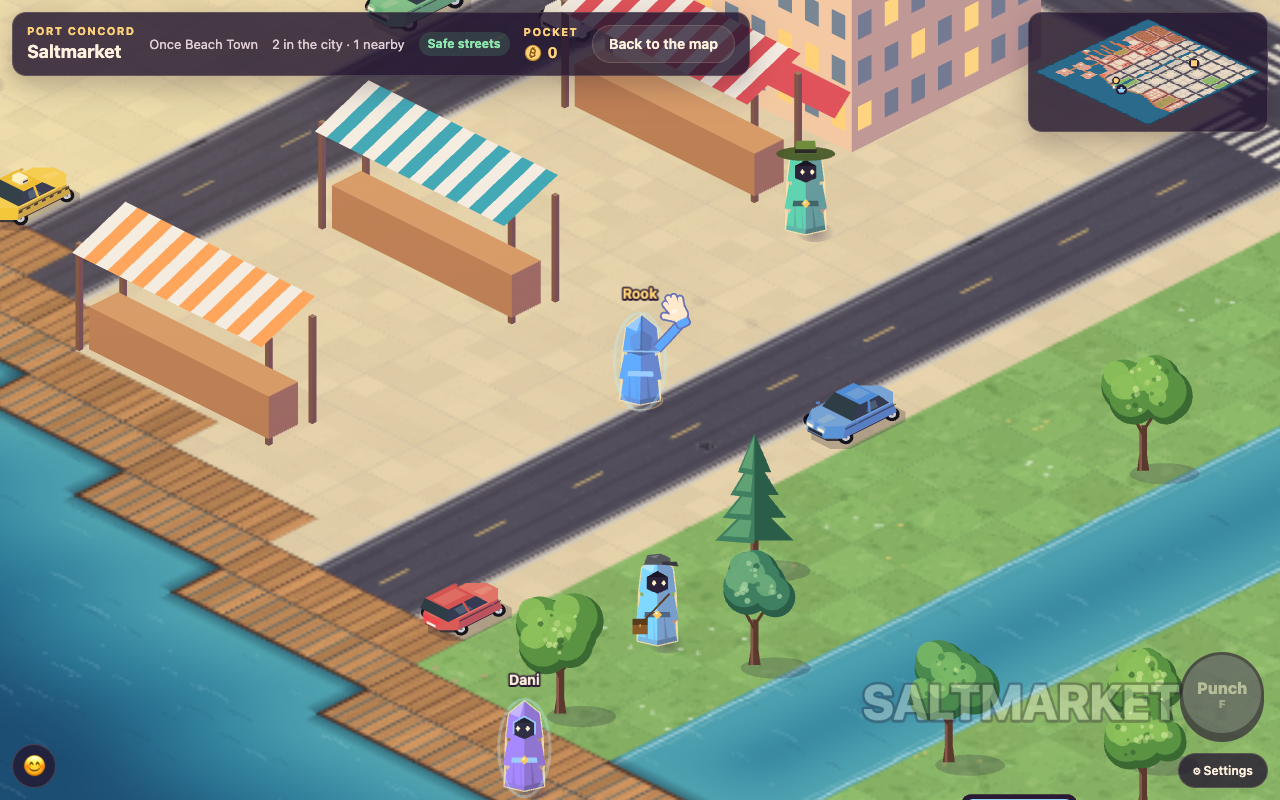 PORT CONCORD
Saltmarket
Once Beach Town
2 in the city · 1 nearby
Safe streets
POCKET
0
Back to the map
Rook
Dani
SALTMARKET
Punch
F
Settings